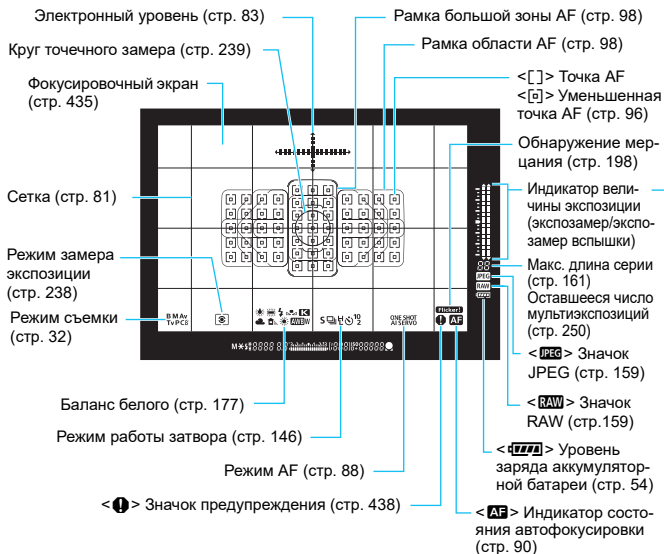 Электронный уровень (стр. 83)
Рамка большой зоны AF (стр. 98)
Круг точечного замера (стр. 239)
Рамка области AF (стр. 98)
Фокусировочный экран
(стр. 435)
<[ ]> Точка AF
<[▫]> Уменьшенная
точка AF (стр. 96)
Обнаружение мер-
цания (стр. 198)
Сетка (стр. 81)
Индикатор вели-
чины экспозиции
(экспозамер/экспо-
замер вспышки)
Режим замера
экспозиции
(стр. 238)
Макс. длина серии
(стр. 161)
Оставшееся число
мультиэкспозиций
(стр. 250)
Режим съемки
(стр. 32)
B M Av
Tv P C8
AWB W
K
S
10
2
ONE SHOT
AI SERVO
Flicker!
AF
JPEG
RAW
<JPEG> Значок
JPEG (стр. 159)
Баланс белого (стр. 177)
<RAW> Значок
RAW (стр.159)
Режим работы затвора (стр. 146)
Режим AF (стр. 88)
< > Уровень
заряда аккумулятор-
ной батареи (стр. 54)
<!> Значок предупреждения (стр. 438)
<AF> Индикатор состо-
яния автофокусировки
(стр. 90)